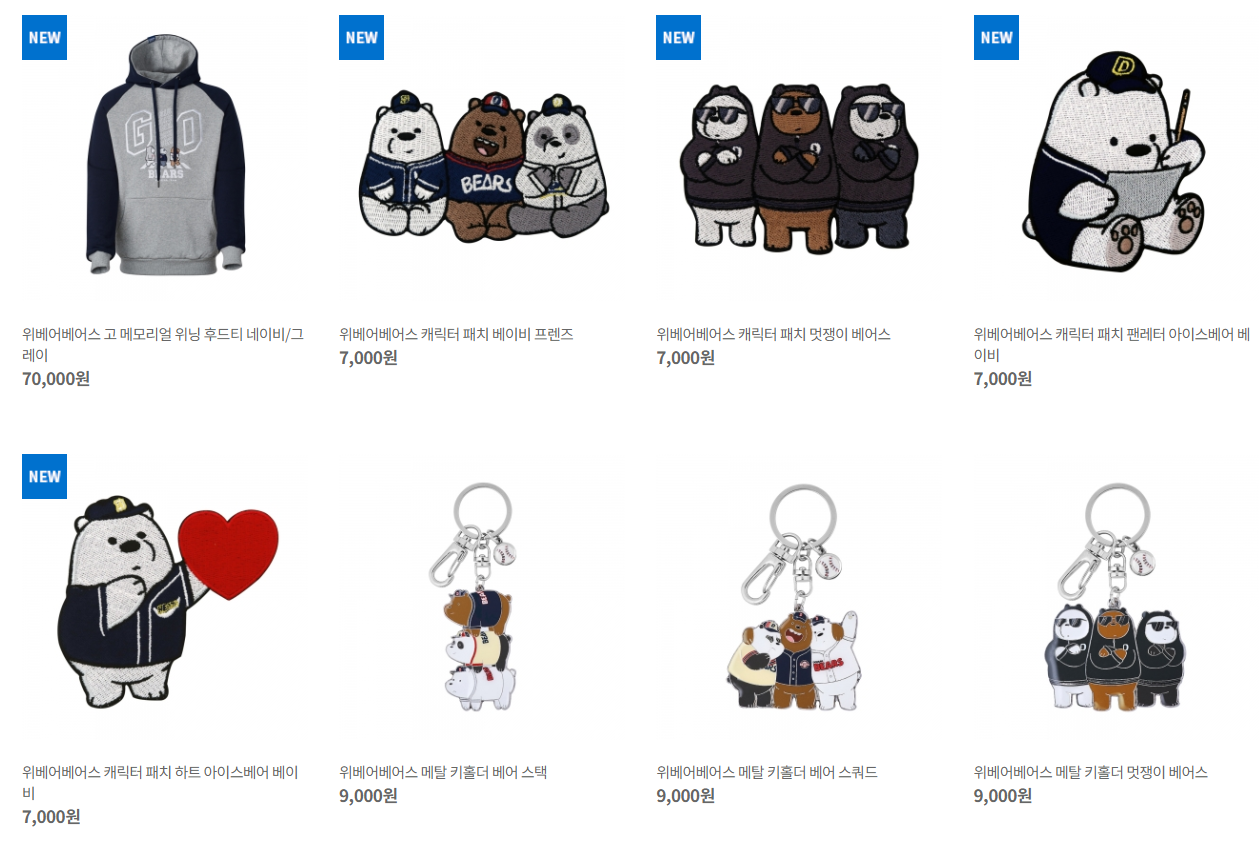 NEW
NEW
NEW
NEW
BEARS
BEARS
D
위베어베어스 고 메모리얼 위닝 후드티 네이비/그
레이
70,000원
위베어베어스 캐릭터 패치 베이비 프렌즈
7,000원
위베어베어스 캐릭터 패치 멋쟁이 베어스
7,000원
위베어베어스 캐릭터 패치 팬레터 아이스베어 베
이비
7,000원
NEW
BEARS
위베어베어스 캐릭터 패치 하트 아이스베어 베이
비
7,000원
위베어베어스 메탈 키홀더 베어 스택
9,000원
위베어베어스 메탈 키홀더 베어 스쿼드
9,000원
위베어베어스 메탈 키홀더 멋쟁이 베어스
9,000원